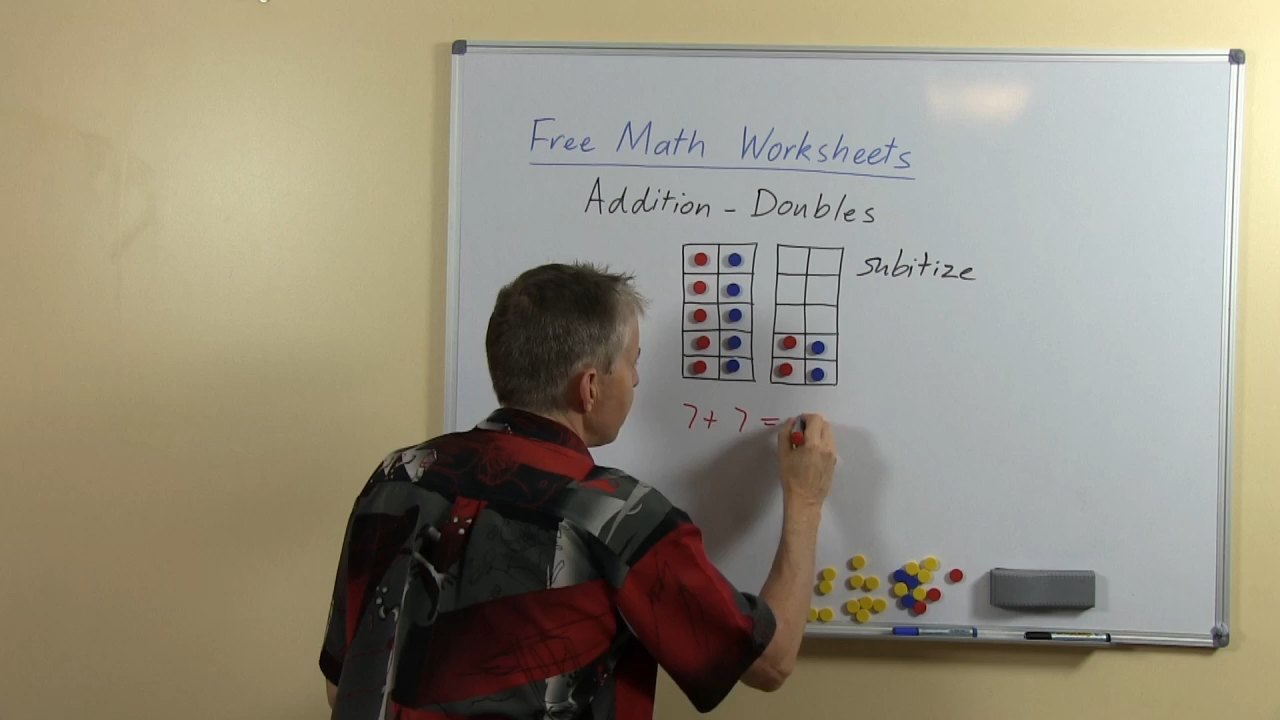 Free Math Worksheets
Addition - Doubles
subitize
7 + 7 =